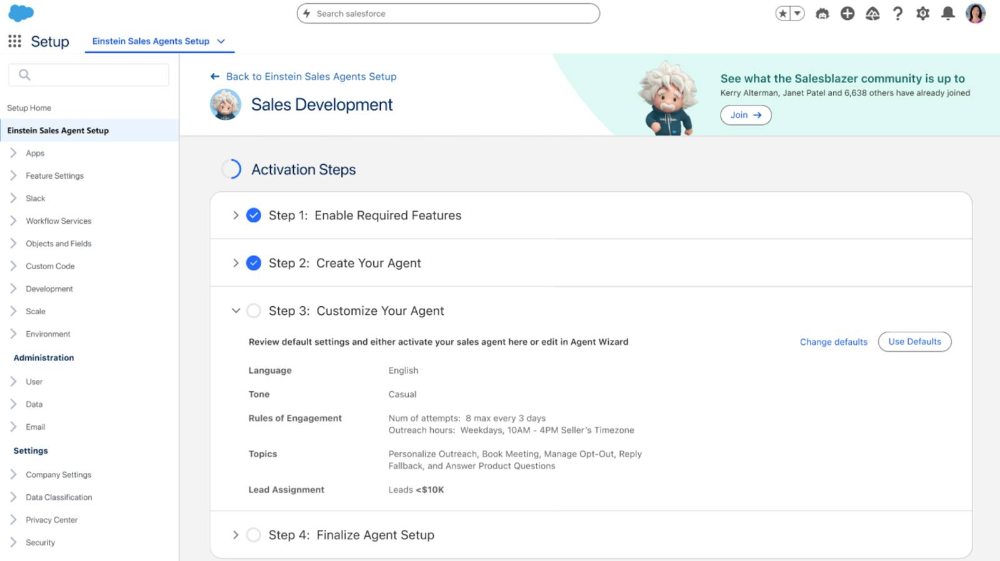 Search salesforce
Setup
Einstein Sales Agents Setup
Setup Home
Einstein Sales Agent Setup
Apps
Feature Settings
Slack
Workflow Services
Objects and Fields
Custom Code
Development
Scale
Environment
Administration
User
Data
Email
Settings
Company Settings
Data Classification
Privacy Center
Security
Back to Einstein Sales Agents Setup
Sales Development
See what the Salesblazer community is up to
Kerry Alterman, Janet Patel and 6,638 others have already joined
Join
Activation Steps
Step 1: Enable Required Features
Step 2: Create Your Agent
Step 3: Customize Your Agent
Review default settings and either activate your sales agent here or edit in Agent Wizard
Change defaults
Use Defaults
Language English
Tone Casual
Rules of Engagement Num of attempts: 8 max every 3 days
Outreach hours: Weekdays, 10AM - 4PM Seller's Timezone
Topics Personalize Outreach, Book Meeting, Manage Opt-Out, Reply
Fallback, and Answer Product Questions
Lead Assignment Leads <$10K
Step 4: Finalize Agent Setup